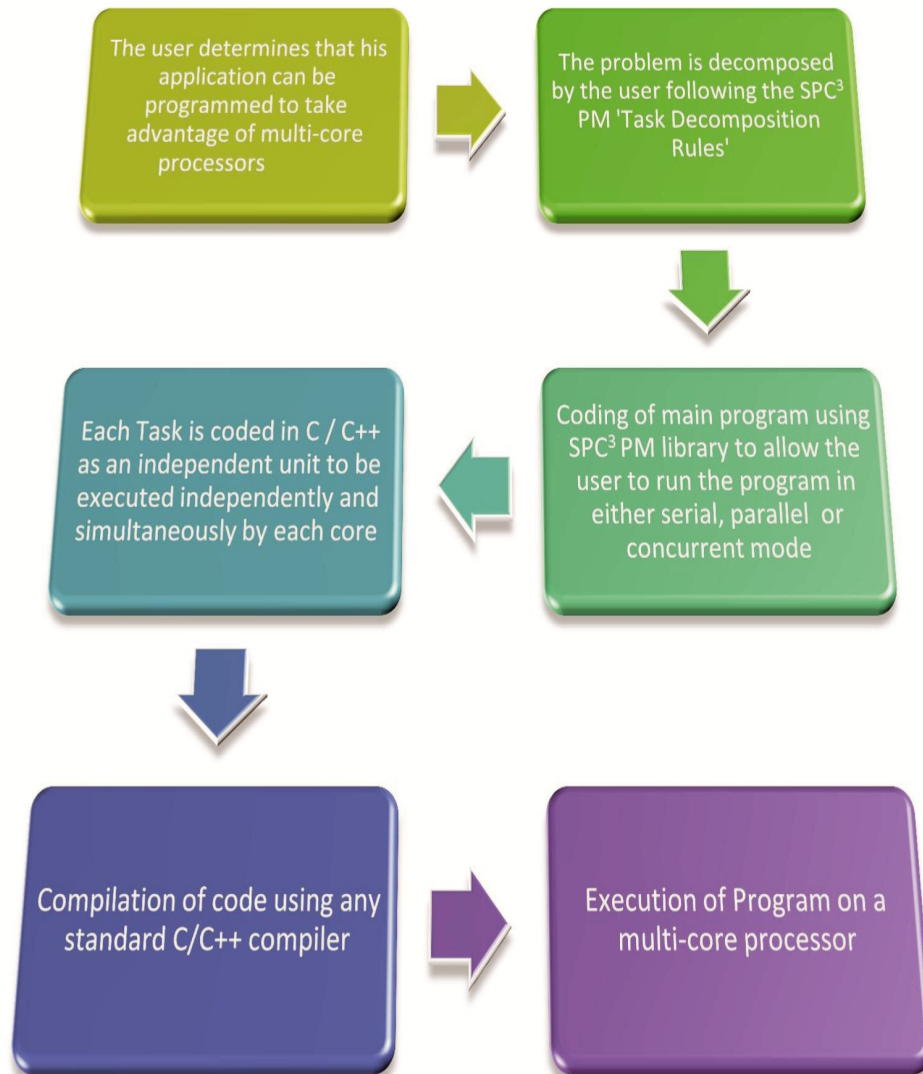 The user determines that his
application can be
programmed to take
advantage of multi-core
processors
The problem is decomposed
by the user following the SPC³
PM 'Task Decomposition
Rules'
Coding of main program using
SPC³ PM library to allow the
user to run the program in
either serial, parallel or
concurrent mode
Each Task is coded in C / C++
as an independent unit to be
executed independently and
simultaneously by each core
Compilation of code using any
standard C/C++ compiler
Execution of Program on a
multi-core processor